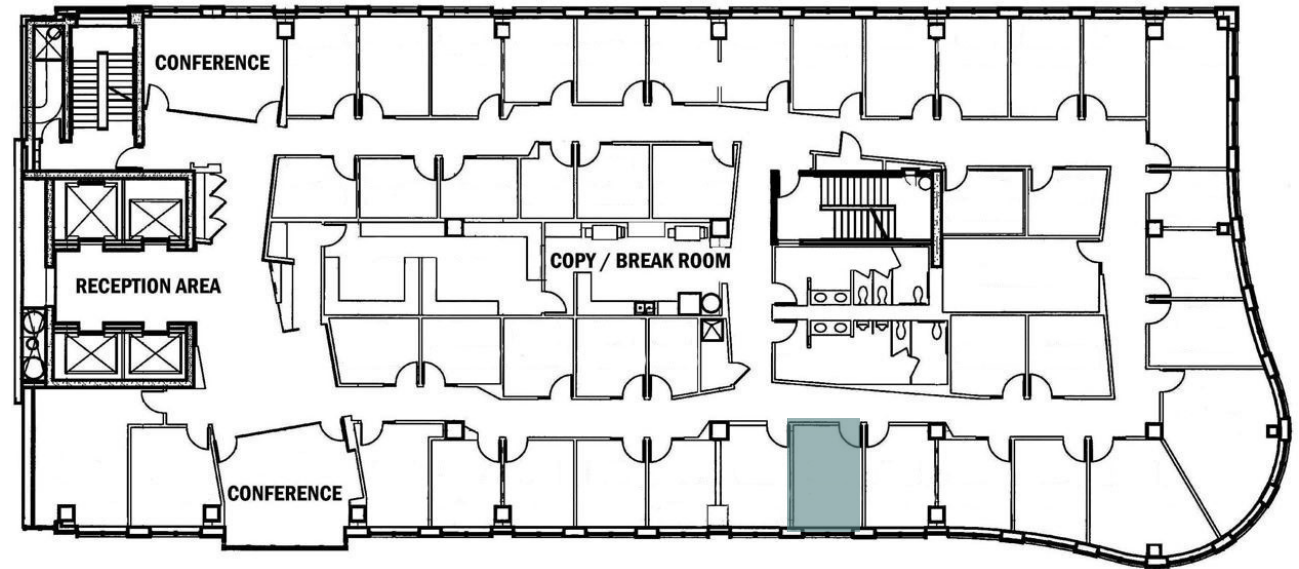 CONFERENCE
COPY / BREAK ROOM
RECEPTION AREA
CONFERENCE